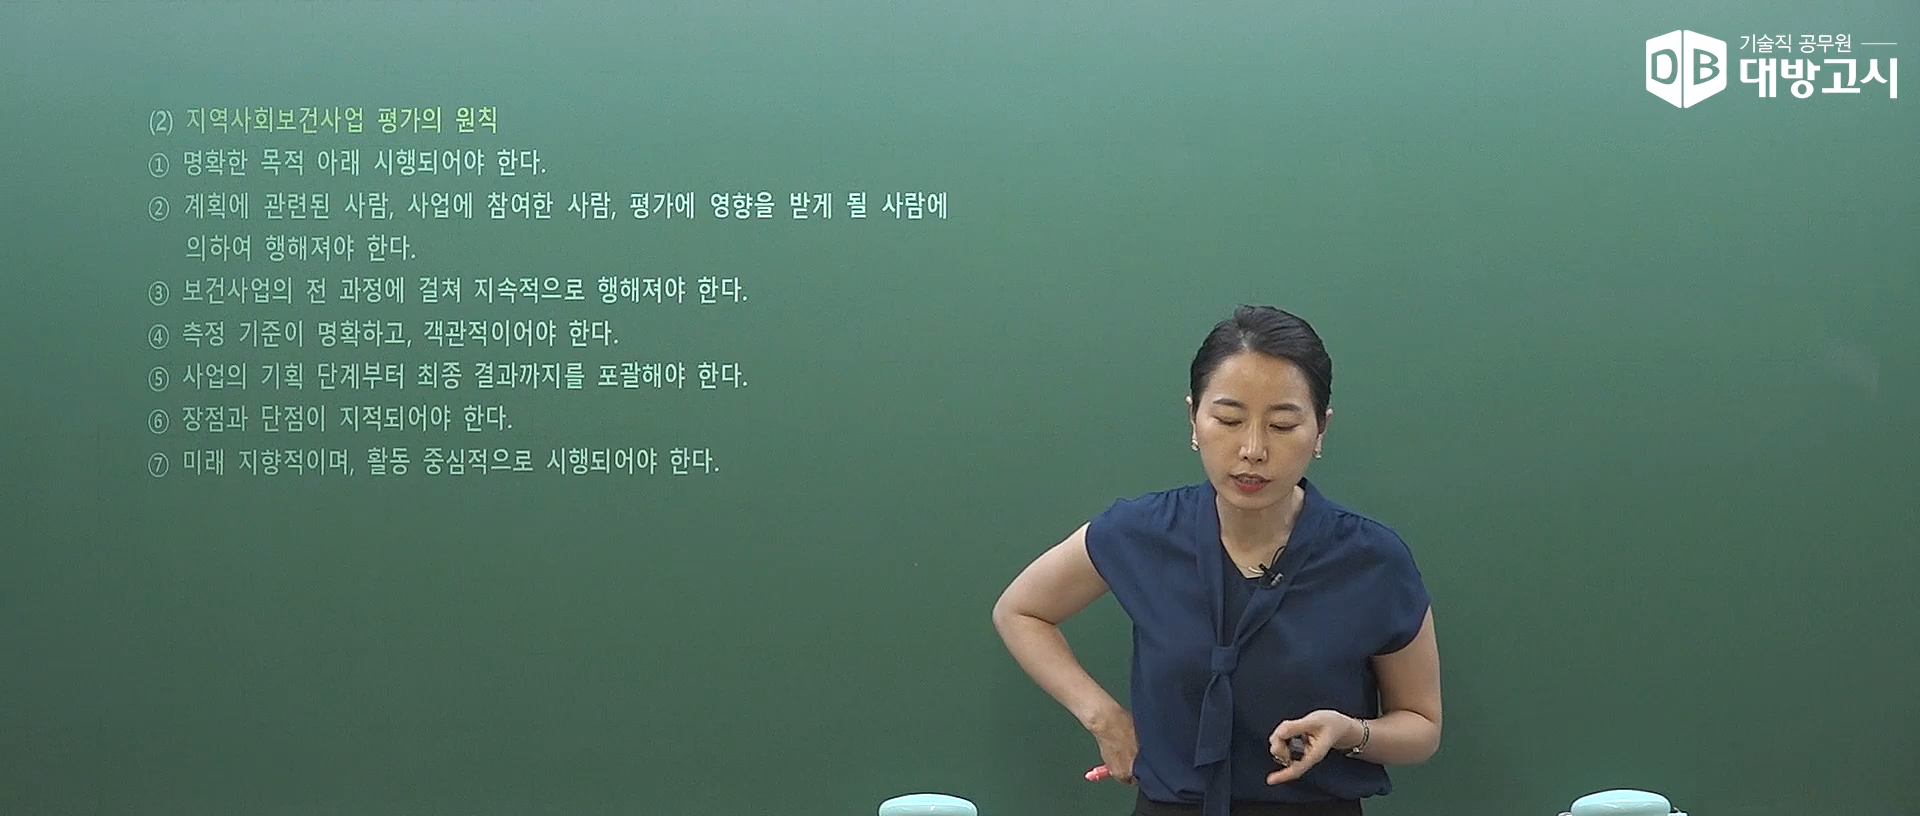 기술직 공무원
DB 대방고시
(2) 지역사회보건사업 평가의 원칙
① 명확한 목적 아래 시행되어야 한다.
② 계획에 관련된 사람, 사업에 참여한 사람, 평가에 영향을 받게 될 사람에
의하여 행해져야 한다.
③ 보건사업의 전 과정에 걸쳐 지속적으로 행해져야 한다.
④ 측정 기준이 명확하고, 객관적이어야 한다.
⑤ 사업의 기획 단계부터 최종 결과까지를 포괄해야 한다.
⑥ 장점과 단점이 지적되어야 한다.
⑦ 미래 지향적이며, 활동 중심적으로 시행되어야 한다.